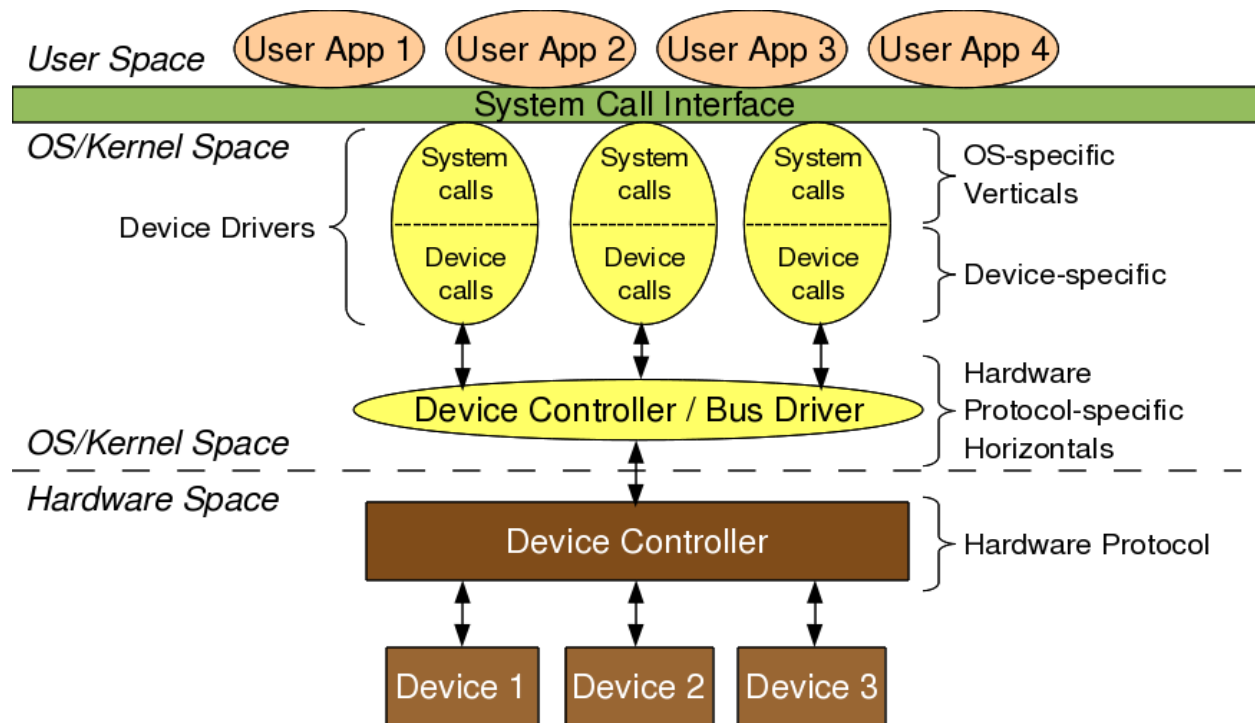 User Space
User App 1
User App 2
User App 3
User App 4
System Call Interface
OS/Kernel Space
Device Drivers
System
calls
Device
calls
System
calls
Device
calls
System
calls
Device
calls
OS-specific
Verticals
Device-specific
Device Controller / Bus Driver
Hardware
Protocol-specific
Horizontals
OS/Kernel Space
Hardware Space
Device Controller
Hardware Protocol
Device 1
Device 2
Device 3